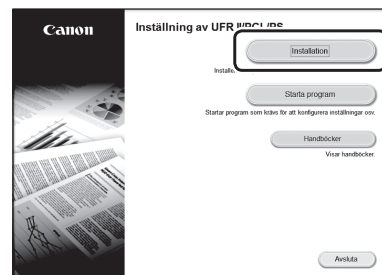 Canon
Inställning av UFR II/PCL/PS
Installation
Installe
Starta program
Startar program som krävs för att konfigurera inställningar osv.
Handböcker
Visar handböcker.
Avsluta